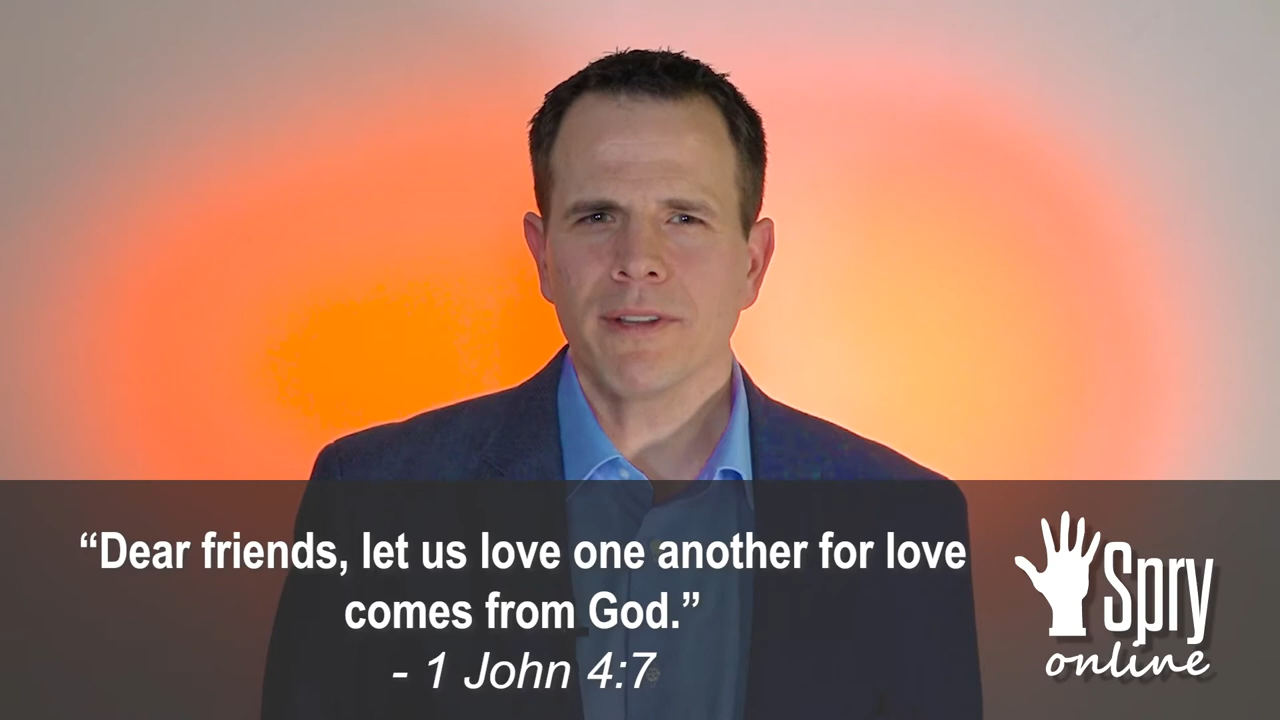 “Dear friends, let us love one another for love
comes from God.”
- 1 John 4:7
Spry
online